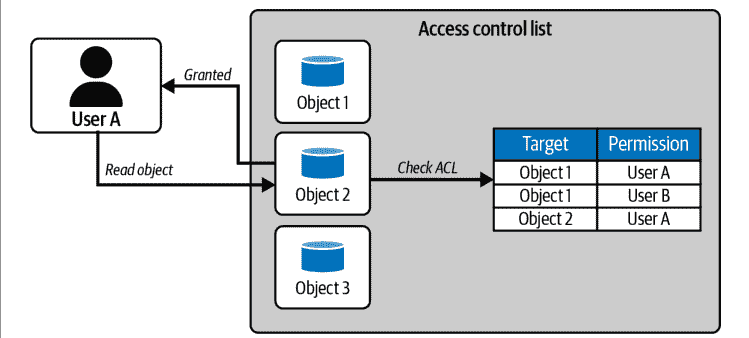 Access control list
Granted
User A
Read object
Object 1
Object 2
Object 3
Check ACL
Target Permission
Object 1 User A
Object 1 User B
Object 2 User A